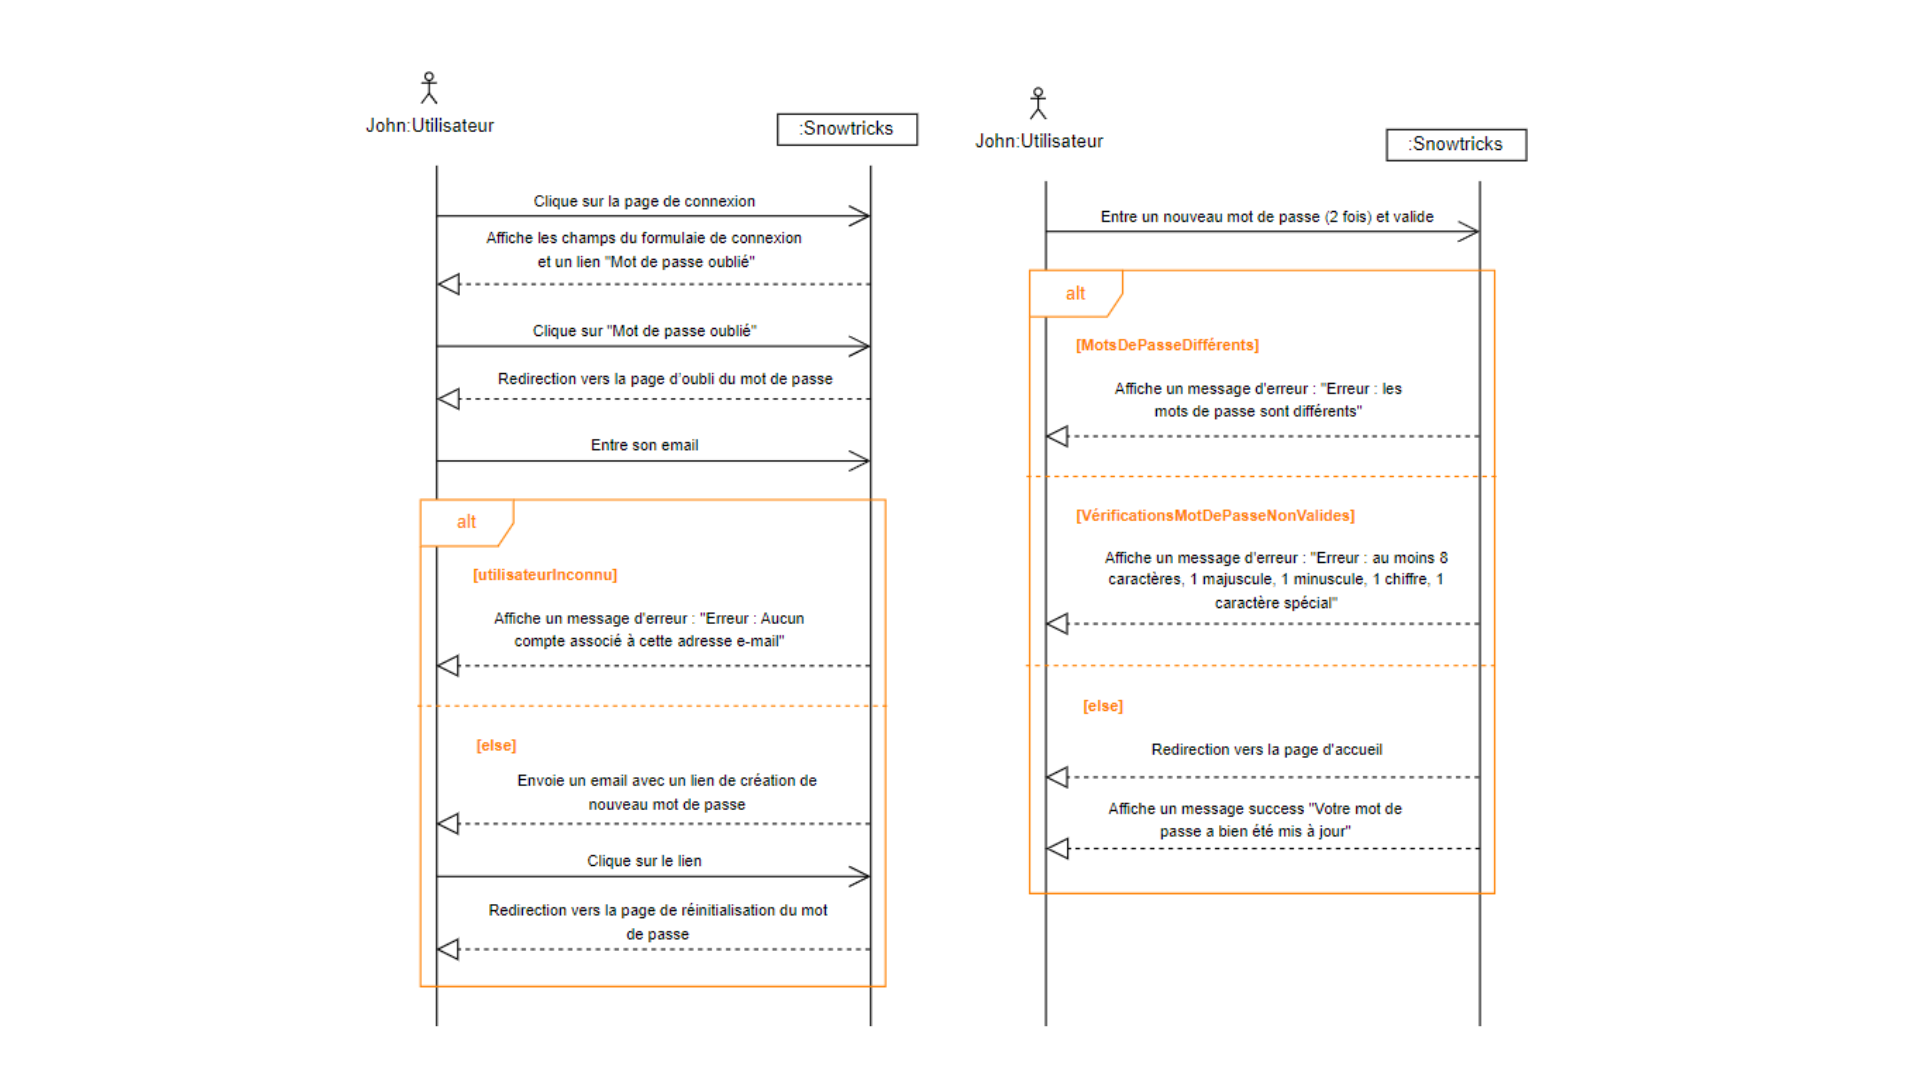 John:Utilisateur
:Snowtricks
Clique sur la page de connexion
Affiche les champs du formulaie de connexion
et un lien "Mot de passe oublié"
Clique sur "Mot de passe oublié"
Redirection vers la page d'oubli du mot de passe
Entre son email
alt
[utilisateurInconnu]
Affiche un message d'erreur : "Erreur : Aucun
compte associé à cette adresse e-mail"
[else]
Envoie un email avec un lien de création de
nouveau mot de passe
Clique sur le lien
Redirection vers la page de réinitialisation du mot
de passe
John:Utilisateur
:Snowtricks
Entre un nouveau mot de passe (2 fois) et valide
alt
[MotsDePasseDifférents]
Affiche un message d'erreur : "Erreur : les
mots de passe sont différents"
[VérificationsMotDePasseNonValides]
Affiche un message d'erreur : "Erreur : au moins 8
caractères, 1 majuscule, 1 minuscule, 1 chiffre, 1
caractère spécial"
[else]
Redirection vers la page d'accueil
Affiche un message success "Votre mot de
passe a bien été mis à jour"